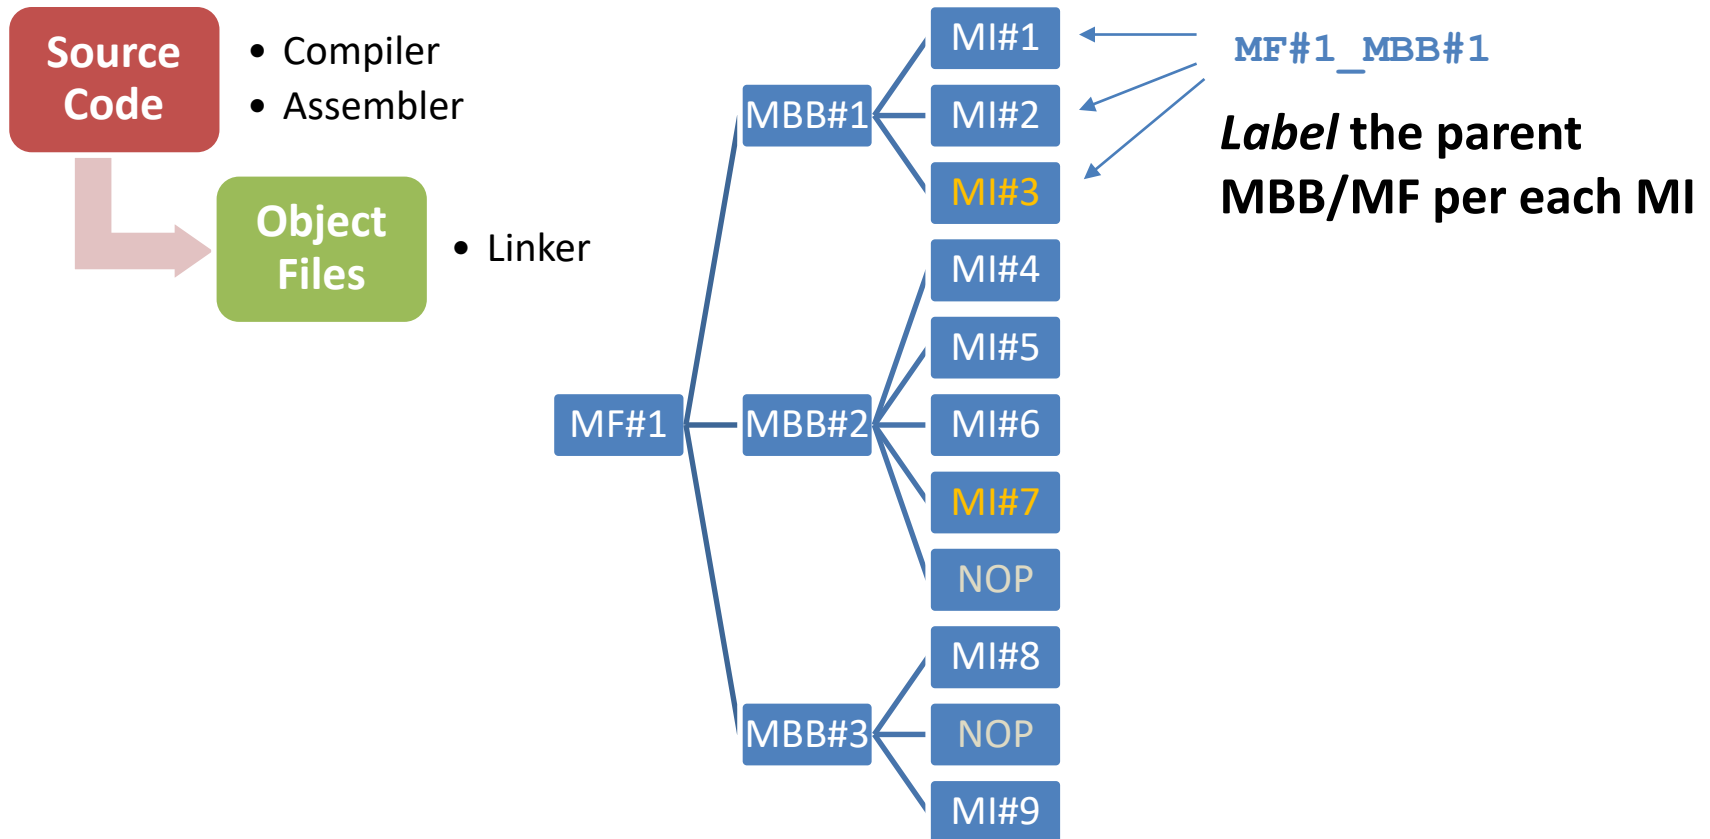 Source
Code
• Compiler
• Assembler
Object
Files
• Linker
MF#1
MBB#1
MBB#2
MBB#3
MI#1
MI#2
MI#3
MI#4
MI#5
MI#6
MI#7
NOP
MI#8
NOP
MI#9
MF#1_MBB#1
Label the parent
MBB/MF per each MI